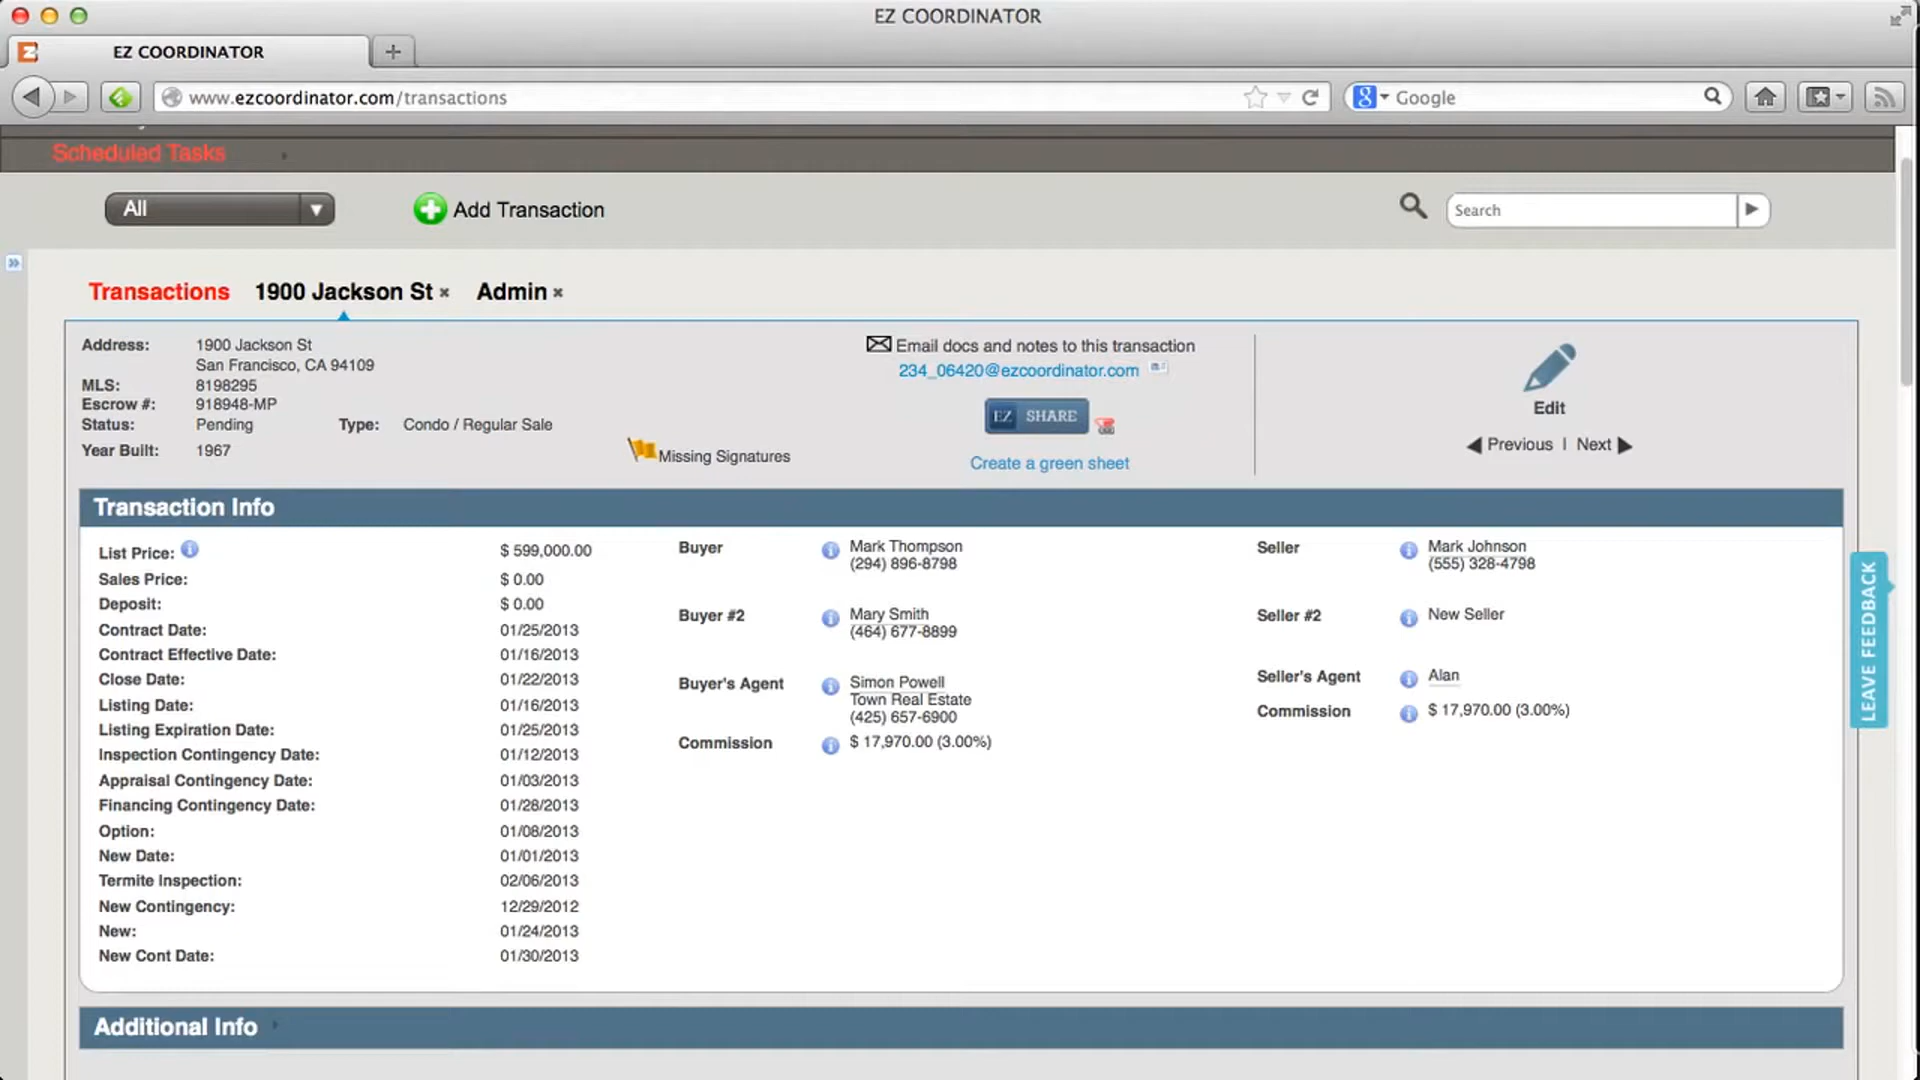 EZ COORDINATOR
EZ COORDINATOR
www.ezcoordinator.com/transactions
Google
Scheduled Tasks
All
Add Transaction
Search
Transactions 1900 Jackson St Admin
Address: 1900 Jackson St
San Francisco, CA 94109
MLS: 8198295
Escrow #: 918948-MP
Status: Pending Type: Condo / Regular Sale
Year Built: 1967
Missing Signatures
Email docs and notes to this transaction
234_06420@ezcoordinator.com
EZ SHARE
Create a green sheet
Edit
Previous | Next
Transaction Info
List Price: $ 599,000.00
Sales Price: $ 0.00
Deposit: $ 0.00
Contract Date: 01/25/2013
Contract Effective Date: 01/16/2013
Close Date: 01/22/2013
Listing Date: 01/16/2013
Listing Expiration Date: 01/25/2013
Inspection Contingency Date: 01/12/2013
Appraisal Contingency Date: 01/03/2013
Financing Contingency Date: 01/28/2013
Option: 01/08/2013
New Date: 01/01/2013
Termite Inspection: 02/06/2013
New Contingency: 12/29/2012
New: 01/24/2013
New Cont Date: 01/30/2013
Buyer Mark Thompson
(294) 896-8798
Buyer #2 Mary Smith
(464) 677-8899
Buyer's Agent Simon Powell
Town Real Estate
(425) 657-6900
Commission $ 17,970.00 (3.00%)
Seller Mark Johnson
(555) 328-4798
Seller #2 New Seller
Seller's Agent Alan
Commission $ 17,970.00 (3.00%)
LEAVE FEEDBACK
Additional Info